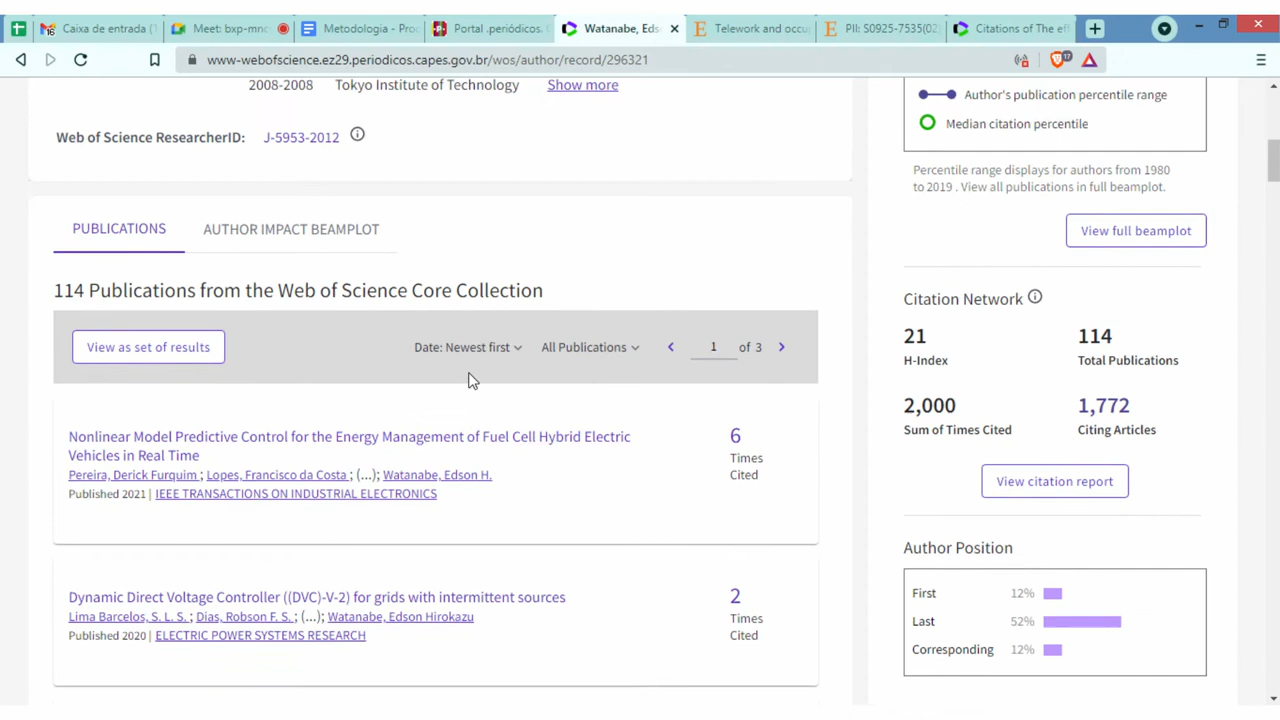 16
Caixa de entrada (1
Meet: bxp-mno
Metodologia - Proc
Portal .periódicos.
Watanabe, Eds
Telework and occu
PII: S0925-7535(02)
Citations of The eff
www-webofscience.ez29.periodicos.capes.gov.br/wos/author/record/296321
17
2008-2008 Tokyo Institute of Technology Show more
Web of Science ResearcherID: J-5953-2012
PUBLICATIONS
AUTHOR IMPACT BEAMPLOT
114 Publications from the Web of Science Core Collection
View as set of results
Date: Newest first
All Publications
1 of 3
Nonlinear Model Predictive Control for the Energy Management of Fuel Cell Hybrid Electric
Vehicles in Real Time
Pereira, Derick Furquim ; Lopes, Francisco da Costa ; (...); Watanabe, Edson H.
Published 2021 | IEEE TRANSACTIONS ON INDUSTRIAL ELECTRONICS
6
Times
Cited
Dynamic Direct Voltage Controller ((DVC)-V-2) for grids with intermittent sources
Lima Barcelos, S. L. S. ; Dias, Robson F. S. ; (...); Watanabe, Edson Hirokazu
Published 2020 | ELECTRIC POWER SYSTEMS RESEARCH
2
Times
Cited
Author's publication percentile range
Median citation percentile
Percentile range displays for authors from 1980
to 2019 . View all publications in full beamplot.
View full beamplot
Citation Network
21
H-Index
114
Total Publications
2,000
Sum of Times Cited
1,772
Citing Articles
View citation report
Author Position
First 12%
Last 52%
Corresponding 12%